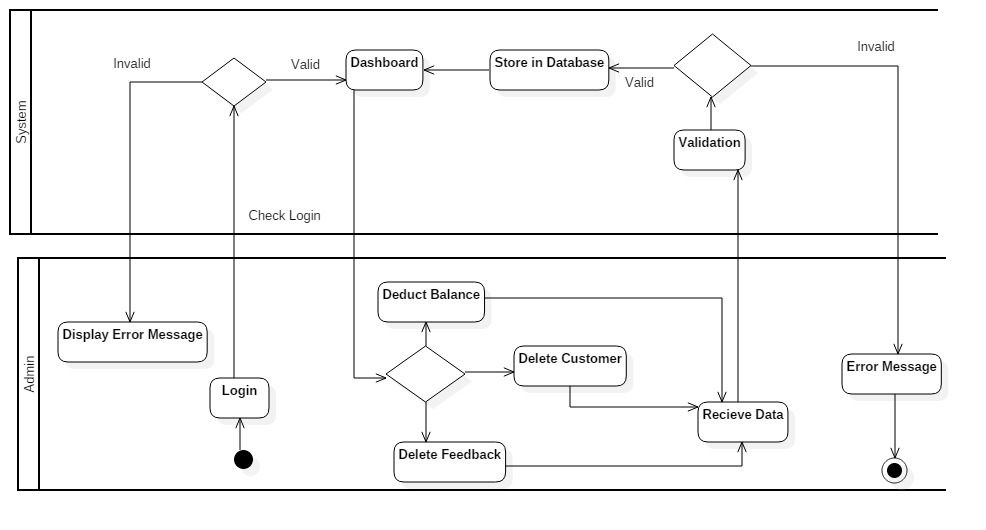 System
Invalid
Valid
Dashboard
Store in Database
Valid
Invalid
Validation
Check Login
Admin
Display Error Message
Login
Deduct Balance
Delete Customer
Delete Feedback
Recieve Data
Error Message